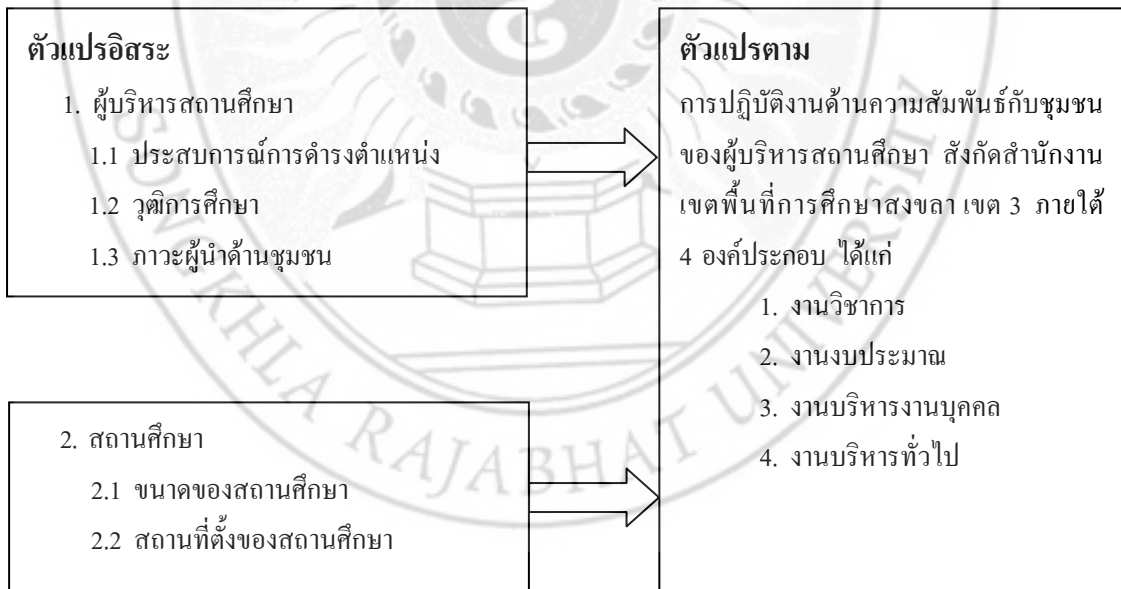 ตัวแปรอิสระ
1. ผู้บริหารสถานศึกษา
1.1 ประสบการณ์การดำรงตำแหน่ง
1.2 วุฒิการศึกษา
1.3 ภาวะผู้นำด้านชุมชน
2. สถานศึกษา
2.1 ขนาดของสถานศึกษา
2.2 สถานที่ตั้งของสถานศึกษา
ตัวแปรตาม
การปฏิบัติงานด้านความสัมพันธ์กับชุมชน
ของผู้บริหารสถานศึกษา สังกัดสำนักงาน
เขตพื้นที่การศึกษาสงขลา เขต 3 ภายใต้
4 องค์ประกอบ ได้แก่
1. งานวิชาการ
2. งานงบประมาณ
3. งานบริหารงานบุคคล
4. งานบริหารทั่วไป
SONGKHLA RAJABHAT UNIVERSI